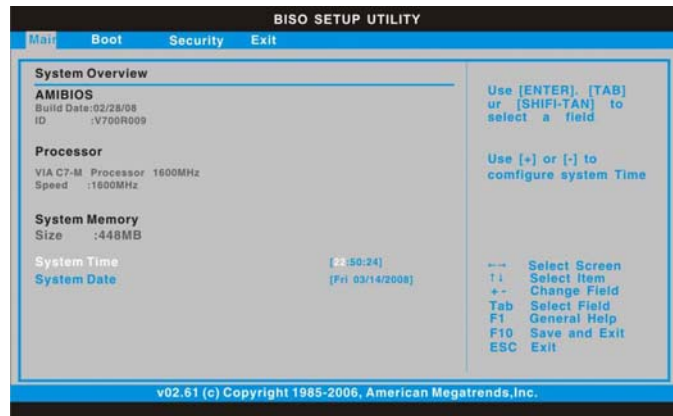 BISO SETUP UTILITY
Main Boot Security Exit
System Overview
AMIBIOS
Build Date:02/28/08
ID :V700R009
Processor
VIA C7-M Processor 1600MHz
Speed :1600MHz
System Memory
Size :448MB
System Time [22:50:24]
System Date [Fri 03/14/2008]
Use [ENTER]. [TAB]
ur [SHIFI-TAN] to
select a field
Use [+] or [-] to
comfigure system Time
←→ Select Screen
↑↓ Select Item
+ - Change Field
Tab Select Field
F1 General Help
F10 Save and Exit
ESC Exit
v02.61 (c) Copyright 1985-2006, American Megatrends,Inc.